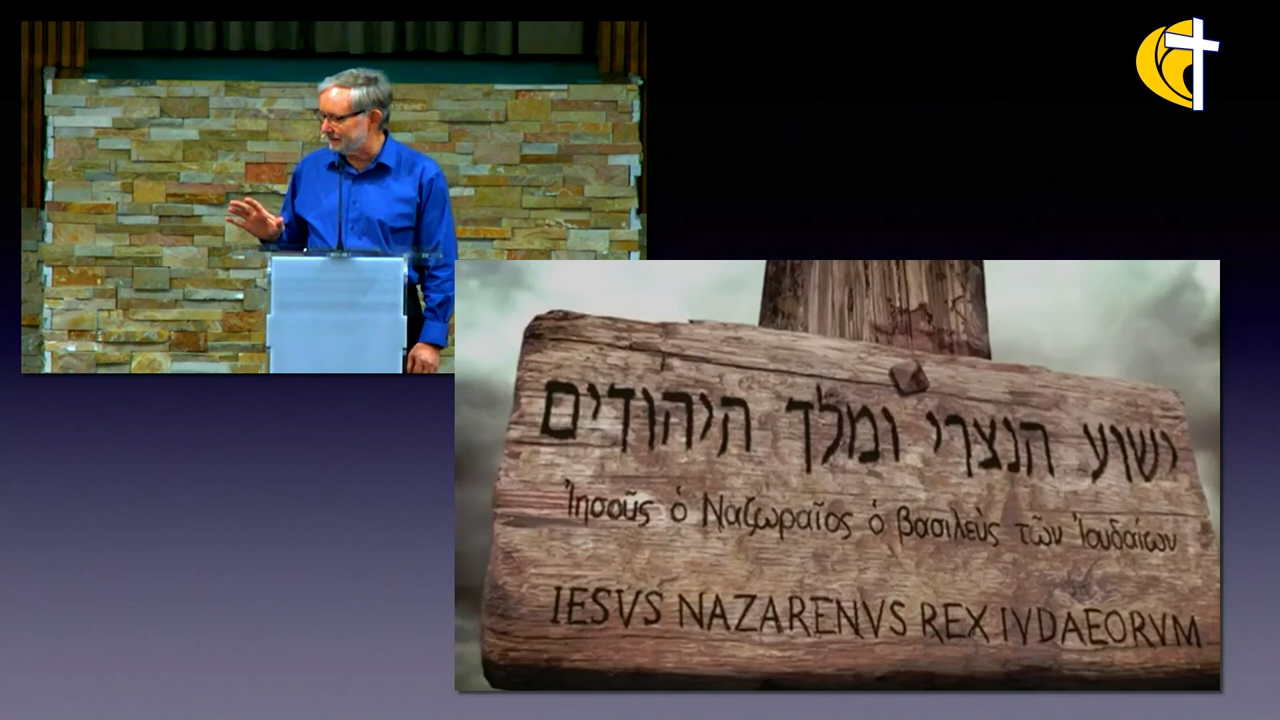 ישוע הנצרי ומלך היהודים
Ἰησοῦς ὁ Ναζωραῖος ὁ βασιλεὺς τῶν Ἰουδαίων
IESVS NAZARENVS REX IVDAEORVM